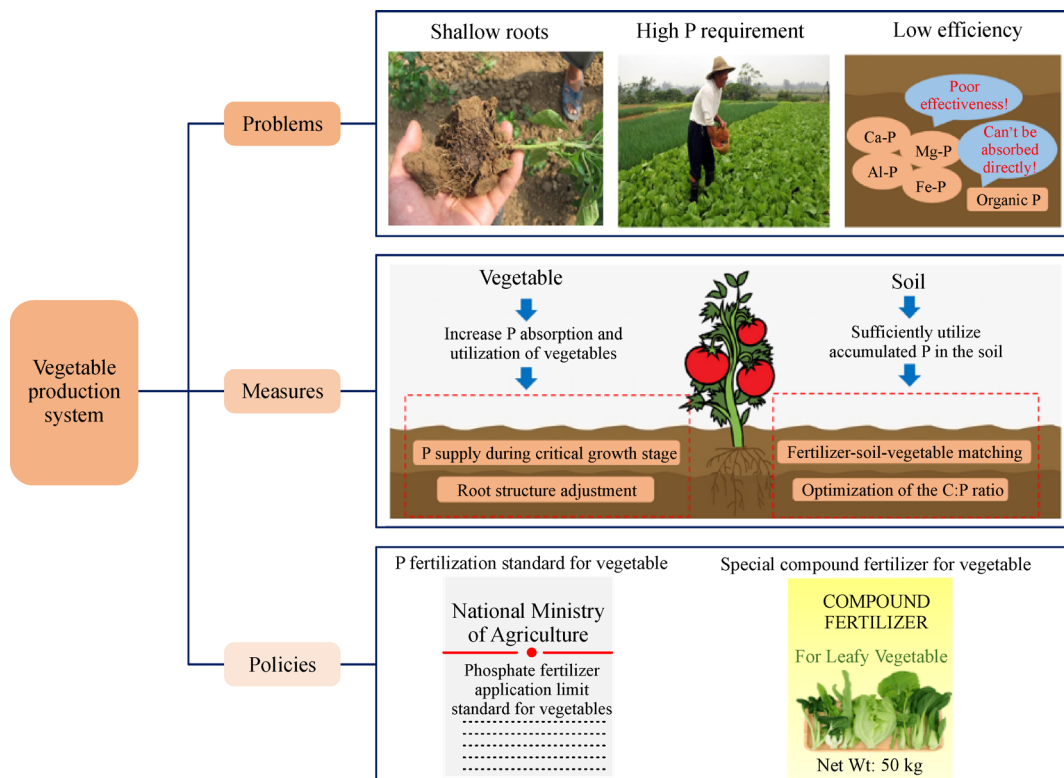 Shallow roots
High P requirement
Low efficiency
Poor
effectiveness!
Can't be
absorbed
directly!
Ca-P
Mg-P
Al-P
Fe-P
Organic P
Problems
Vegetable
production
system
Measures
Vegetable
Increase P absorption and
utilization of vegetables
P supply during critical growth stage
Root structure adjustment
Soil
Sufficiently utilize
accumulated P in the soil
Fertilizer-soil-vegetable matching
Optimization of the C:P ratio
Policies
P fertilization standard for vegetable
National Ministry
of Agriculture
Phosphate fertilizer
application limit
standard for vegetables
Special compound fertilizer for vegetable
COMPOUND
FERTILIZER
For Leafy Vegetable
Net Wt: 50 kg